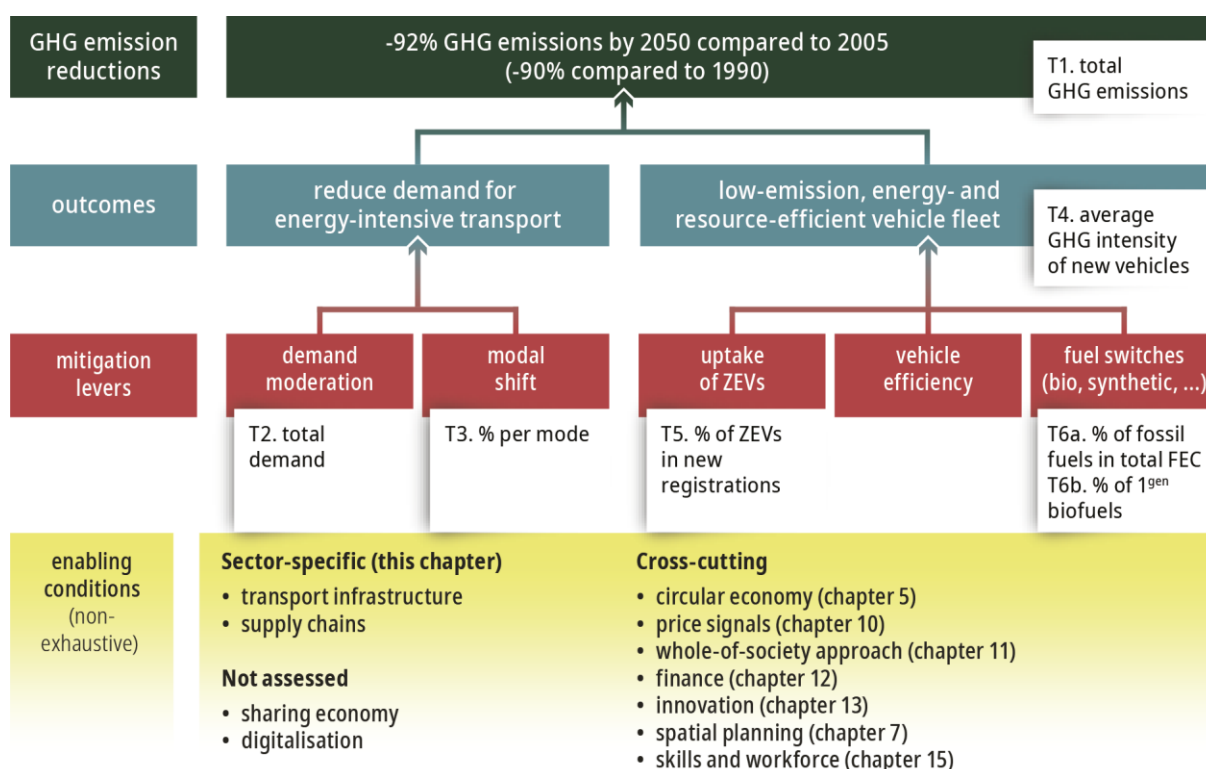 GHG emission
reductions
-92% GHG emissions by 2050 compared to 2005
(-90% compared to 1990)
T1. total
GHG emissions
outcomes
reduce demand for
energy-intensive transport
low-emission, energy- and
resource-efficient vehicle fleet
T4. average
GHG intensity
of new vehicles
mitigation
levers
demand
moderation
modal
shift
uptake
of ZEVs
vehicle
efficiency
fuel switches
(bio, synthetic, ...)
T2. total
demand
T3. % per mode
T5. % of ZEVs
in new
registrations
T6a. % of fossil
fuels in total FEC
T6b. % of 1gen
biofuels
enabling
conditions
(non-
exhaustive)
Sector-specific (this chapter)
• transport infrastructure
• supply chains
Not assessed
• sharing economy
• digitalisation
Cross-cutting
• circular economy (chapter 5)
• price signals (chapter 10)
• whole-of-society approach (chapter 11)
• finance (chapter 12)
• innovation (chapter 13)
• spatial planning (chapter 7)
• skills and workforce (chapter 15)